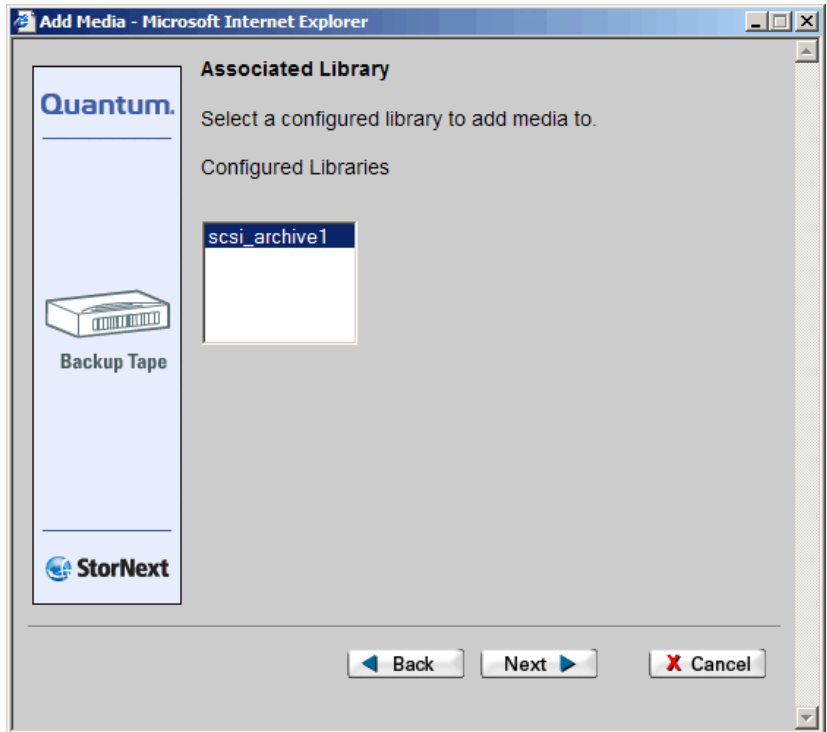 Add Media - Microsoft Internet Explorer
Quantum.
Associated Library
Select a configured library to add media to.
Configured Libraries
scsi_archive1
Backup Tape
StorNext
Back
Next
X Cancel